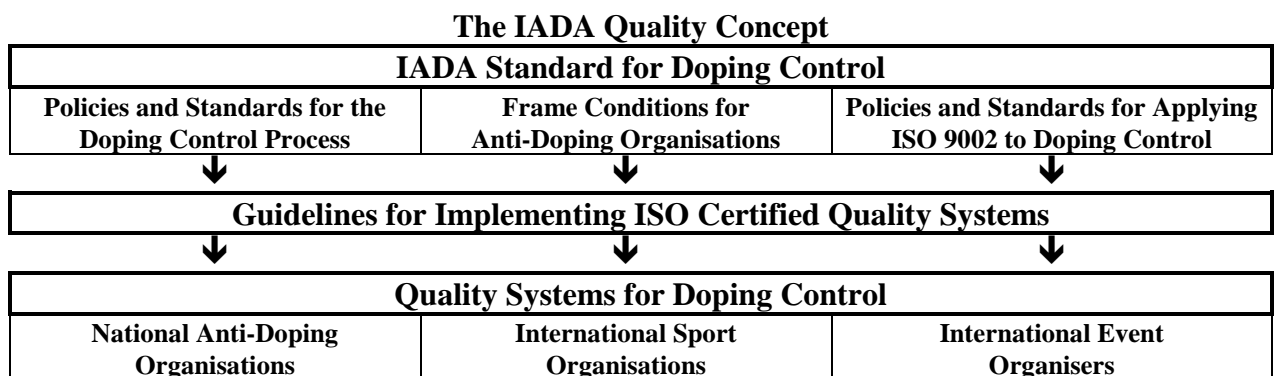 The IADA Quality Concept
IADA Standard for Doping Control
Policies and Standards for the
Doping Control Process
Frame Conditions for
Anti-Doping Organisations
Policies and Standards for Applying
ISO 9002 to Doping Control
Guidelines for Implementing ISO Certified Quality Systems
Quality Systems for Doping Control
National Anti-Doping
Organisations
International Sport
Organisations
International Event
Organisers